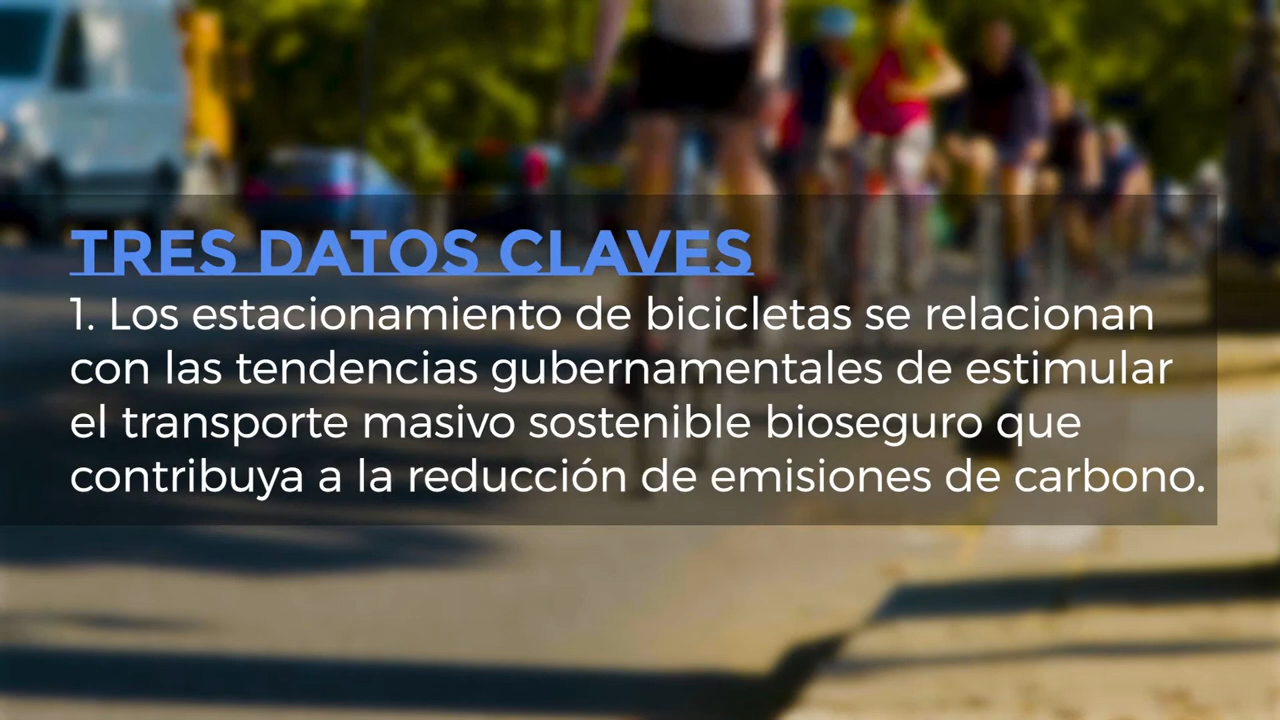 TRES DATOS CLAVES
1. Los estacionamiento de bicicletas se relacionan
con las tendencias gubernamentales de estimular
el transporte masivo sostenible bioseguro que
contribuya a la reducción de emisiones de carbono.